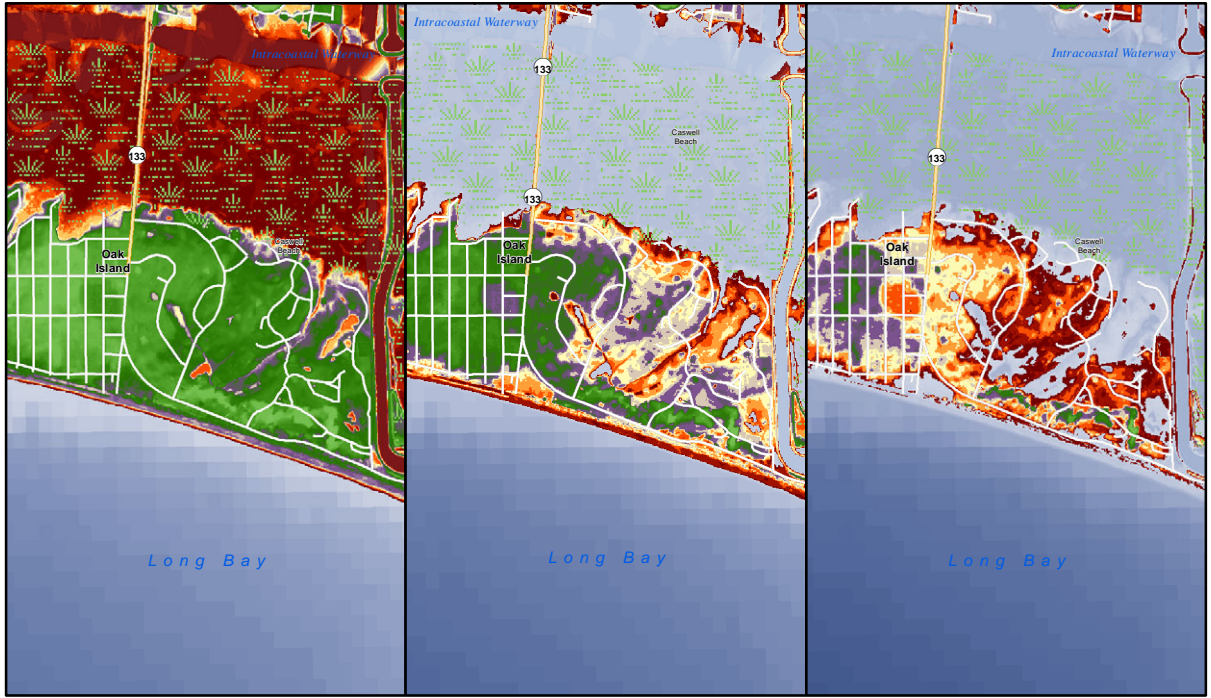 Intracoastal Waterway
133
Oak
Island
Caswell
Beach
Long Bay
Intracoastal Waterway
133
Caswell
Beach
133
Oak
Island
Long Bay
Intracoastal Waterway
133
Oak
Island
Caswell
Beach
Long Bay